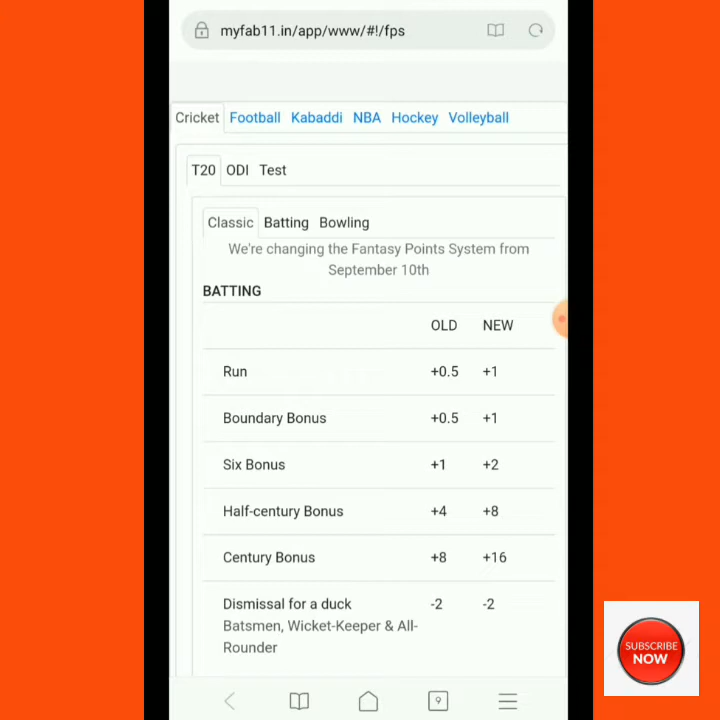 myfab11.in/app/www/#!/fps
Cricket Football Kabaddi NBA Hockey Volleyball
T20 ODI Test
Classic Batting Bowling
We're changing the Fantasy Points System from
September 10th
BATTING
OLD NEW
Run +0.5 +1
Boundary Bonus +0.5 +1
Six Bonus +1 +2
Half-century Bonus +4 +8
Century Bonus +8 +16
Dismissal for a duck -2 -2
Batsmen, Wicket-Keeper & All-
Rounder
SUBSCRIBE
NOW
9